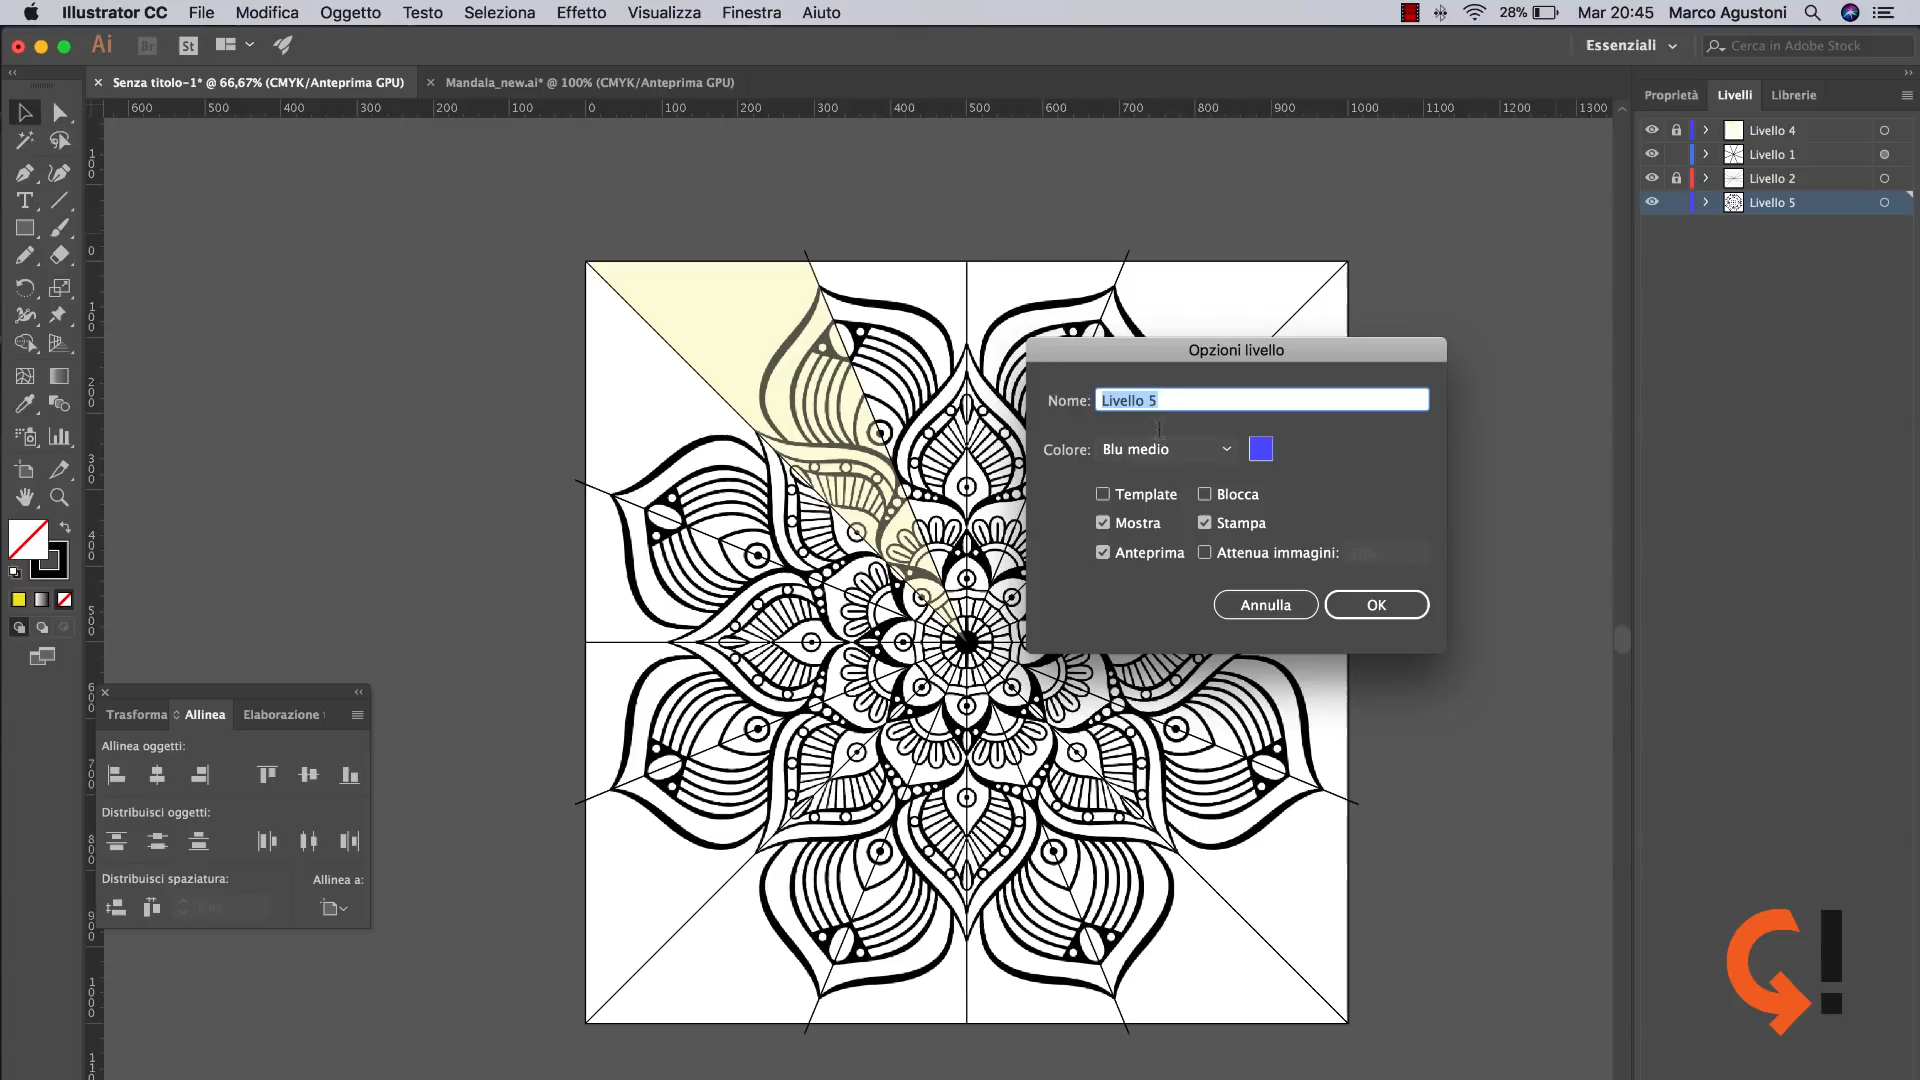 Illustrator CC File Modifica Oggetto Testo Seleziona Effetto Visualizza Finestra Aiuto 28% Mar 20:45 Marco Agustoni
Ai Br St Essenziali Cerca in Adobe Stock
Senza titolo-1* @ 66,67% (CMYK/Anteprima GPU) Mandala_new.ai* @ 100% (CMYK/Anteprima GPU)
Proprietà Livelli Librerie
600 500 400 300 200 100 0 100 200 300 400 500 600 700 800 900 1000 1100 1200 1300
Livello 4
Livello 1
Livello 2
Livello 5
Opzioni livello
Nome: Livello 5
Colore: Blu medio
Template Blocca
Mostra Stampa
Anteprima Attenua immagini: 50%
Annulla OK
Trasforma Allinea Elaborazione
Allinea oggetti:
Distribuisci oggetti:
Distribuisci spaziatura: Allinea a:
0 px